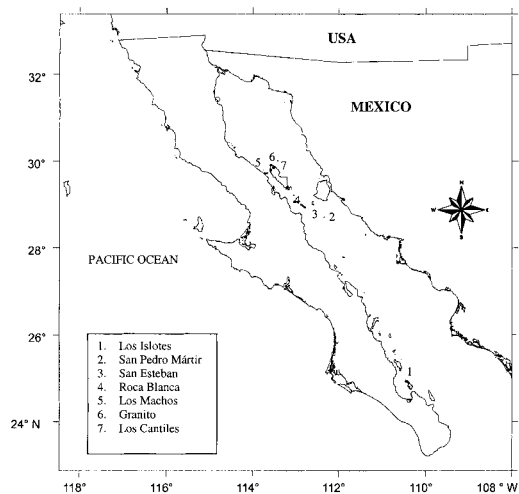 USA
32°
MEXICO
30°
6
7
5
4
3
2
N
W
E
S
28°
PACIFIC OCEAN
26°
1. Los Islotes
2. San Pedro Mártir
3. San Esteban
4. Roca Blanca
5. Los Machos
6. Granito
7. Los Cantiles
1
24° N
118° 116° 114° 112° 110° 108° W